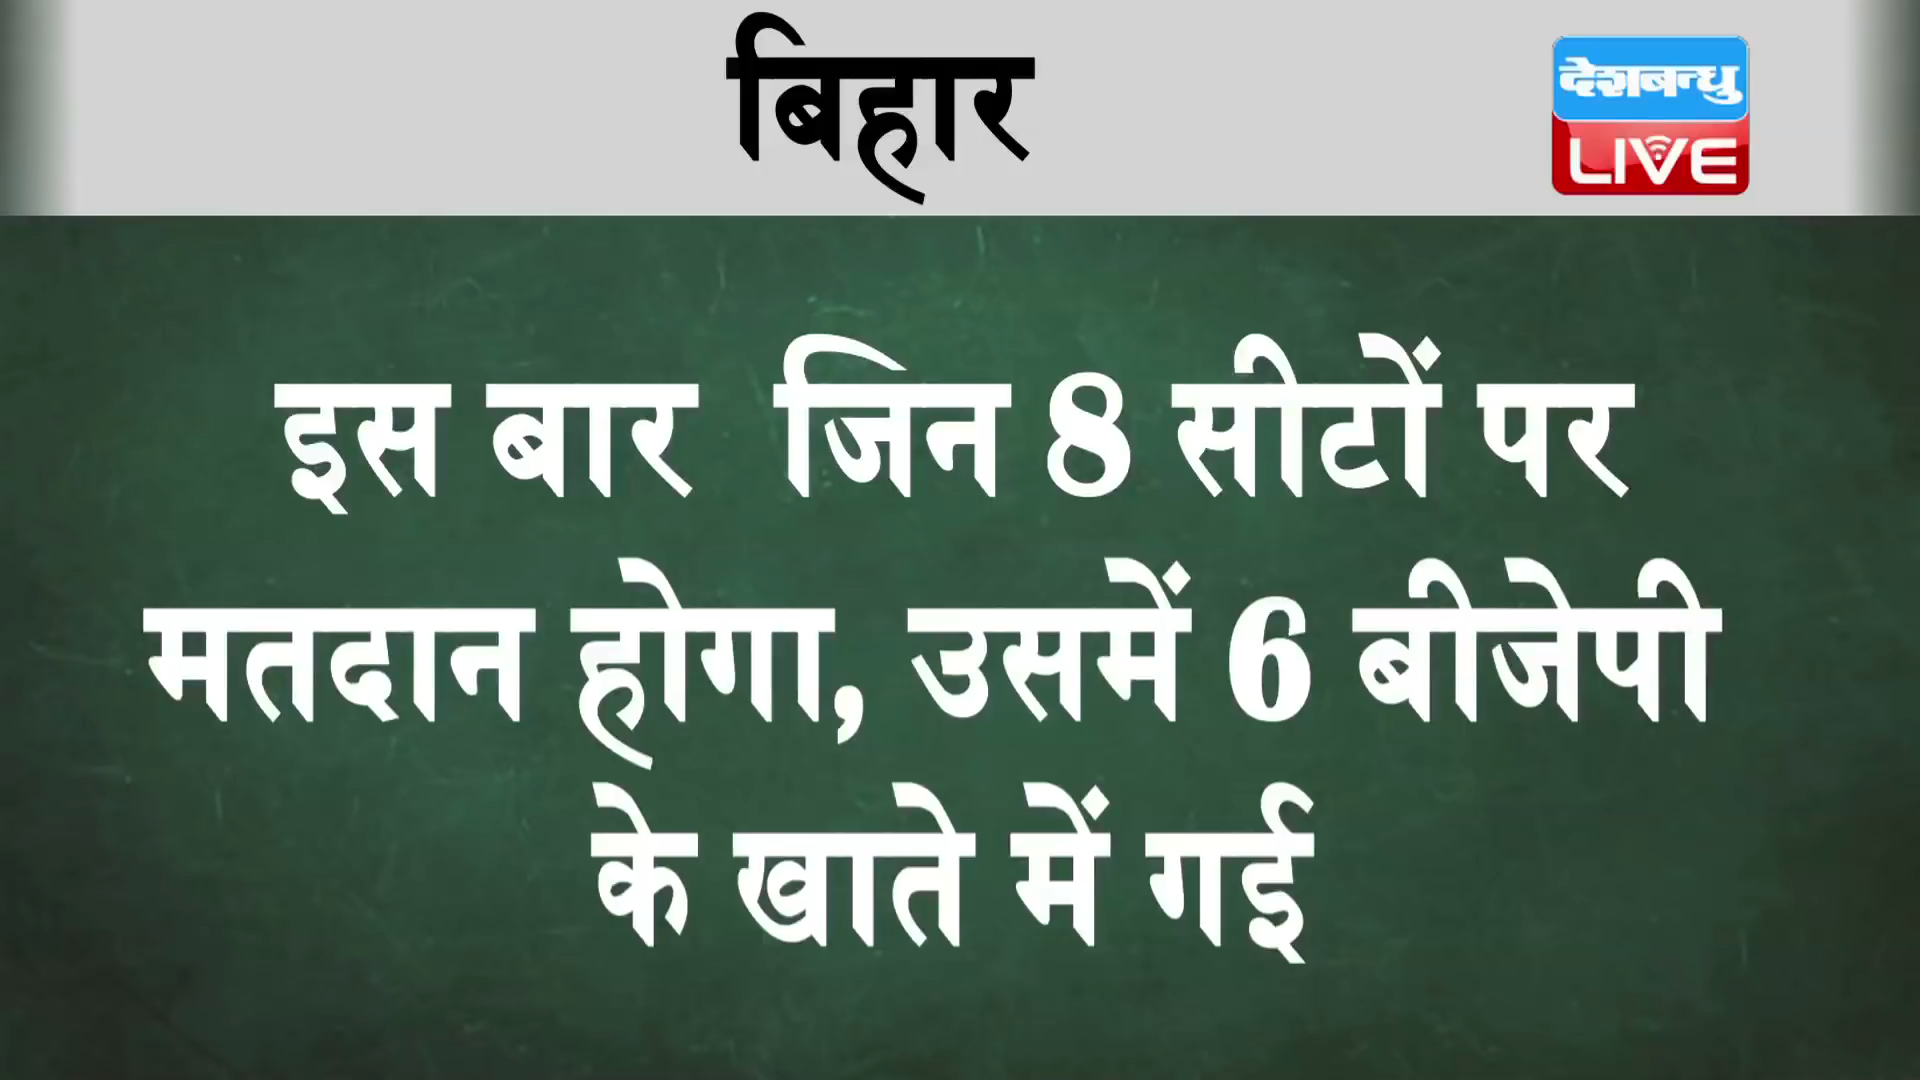 बिहार
देशबन्धु
LIVE
इस बार जिन 8 सीटों पर
मतदान होगा, उसमें 6 बीजेपी
के खाते में गई